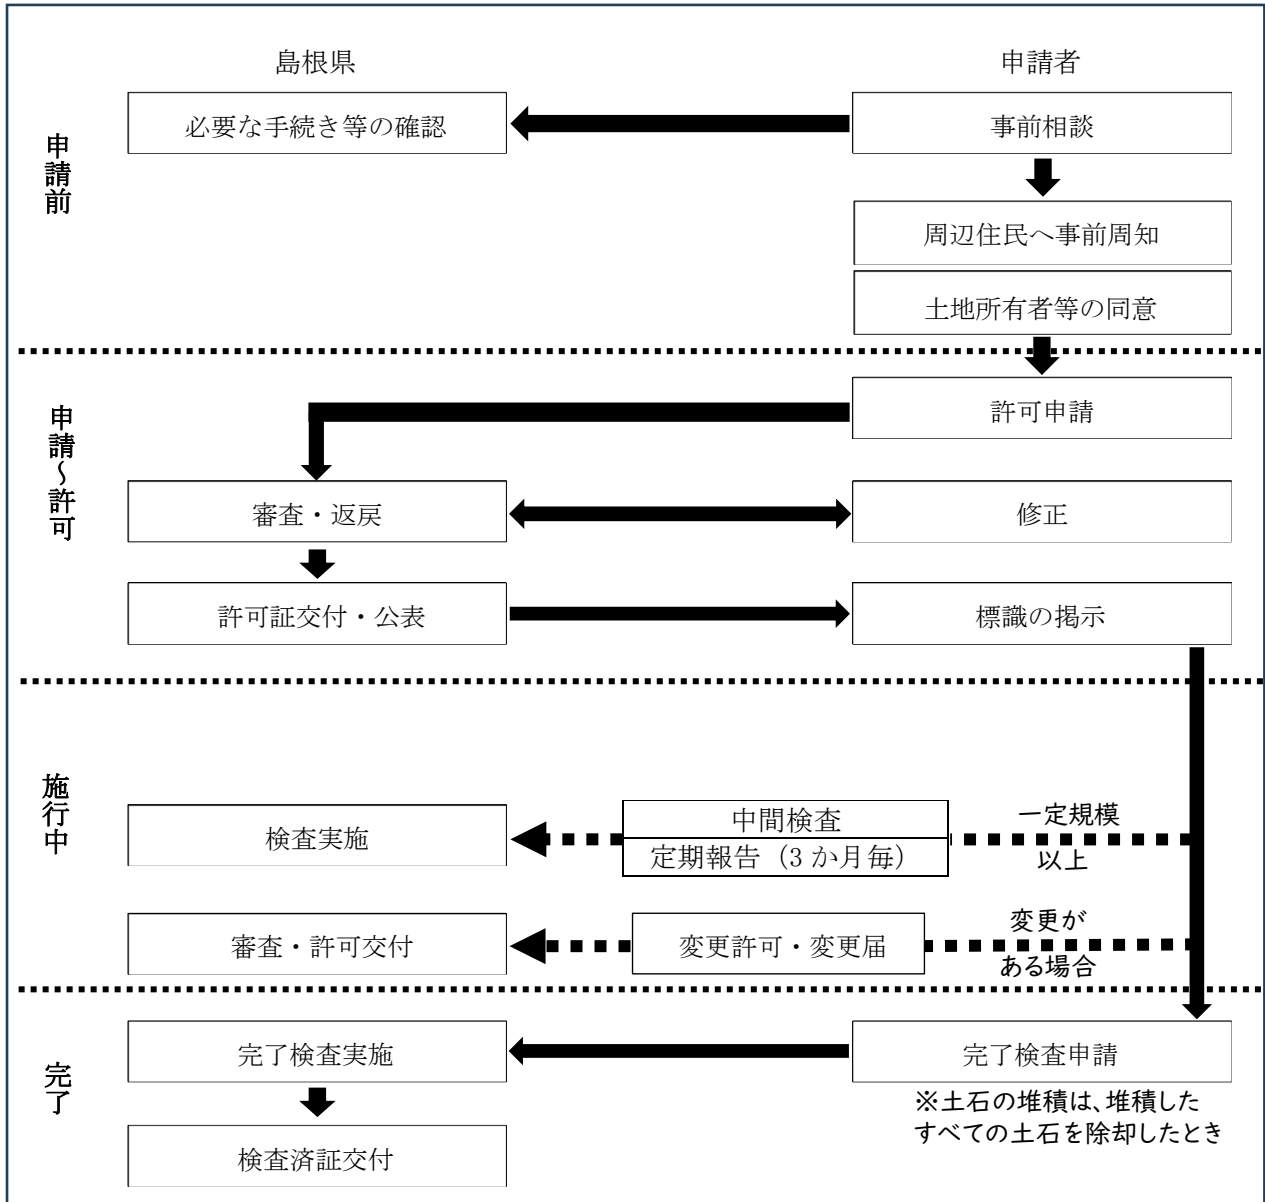 島根県
申請者
申請前
必要な手続き等の確認
事前相談
周辺住民へ事前周知
土地所有者等の同意
申請～許可
許可申請
審査・返戻
修正
許可証交付・公表
標識の掲示
施行中
検査実施
中間検査
定期報告（3 か月毎）
一定規模
以上
審査・許可交付
変更許可・変更届
変更が
ある場合
完了
完了検査実施
完了検査申請
※土石の堆積は、堆積した
すべての土石を除却したとき
検査済証交付